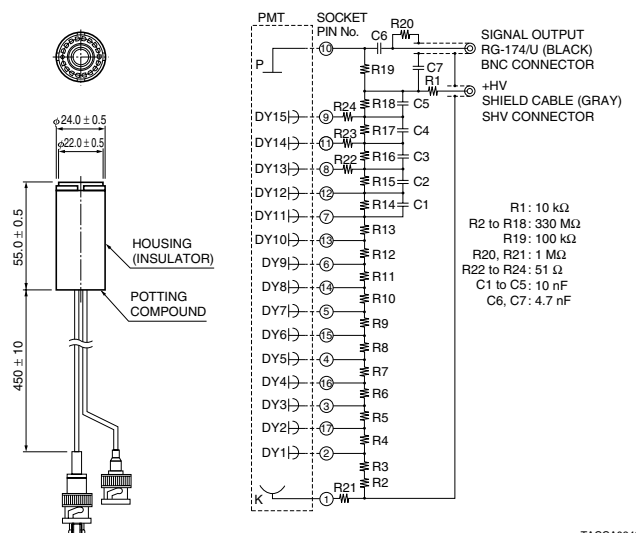 PMT
SOCKET
PIN No.
R20
C6
SIGNAL OUTPUT
RG-174/U (BLACK)
BNC CONNECTOR
10
P
R19
C7
R1
+HV
SHIELD CABLE (GRAY)
SHV CONNECTOR
R18
C5
DY15
9
R24
R17
C4
DY14
11
R23
R16
C3
DY13
8
R22
R15
C2
DY12
12
R14
C1
DY11
7
R13
DY10
13
R12
DY9
6
R11
DY8
14
R10
DY7
5
R9
DY6
15
R8
DY5
4
R7
DY4
16
R6
DY3
3
R5
DY2
17
R4
DY1
2
R3
R2
K
1
R21
R1: 10 kΩ
R2 to R18: 330 MΩ
R19: 100 kΩ
R20, R21: 1 MΩ
R22 to R24: 51 Ω
C1 to C5: 10 nF
C6, C7: 4.7 nF
φ24.0 ± 0.5
φ22.0 ± 0.5
55.0 ± 0.5
HOUSING
(INSULATOR)
POTTING
COMPOUND
450 ± 10